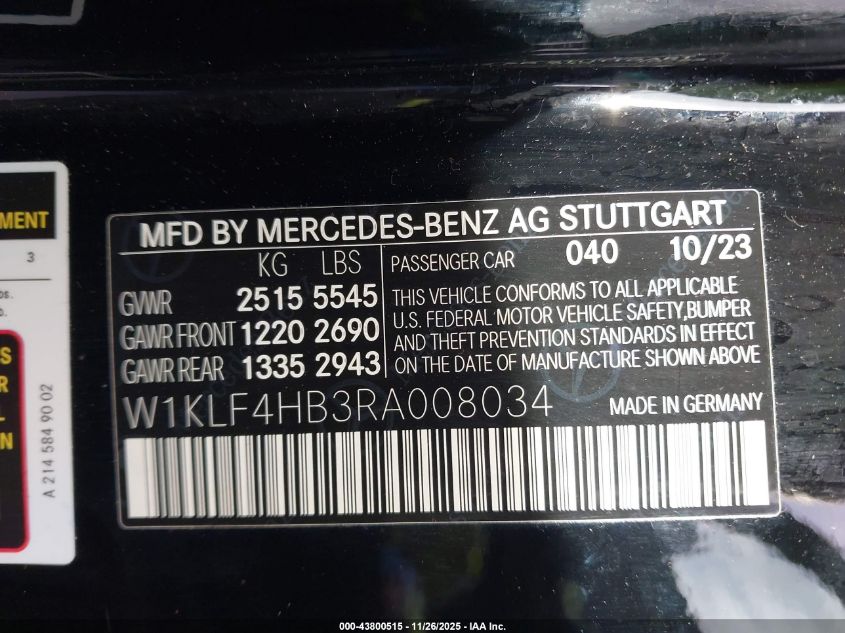 MFD BY MERCEDES-BENZ AG STUTTGART
KG LBS
GVWR 2515 5545
GAWR FRONT 1220 2690
GAWR REAR 1335 2943
PASSENGER CAR 040 10/23
THIS VEHICLE CONFORMS TO ALL APPLICABLE
U.S. FEDERAL MOTOR VEHICLE SAFETY,BUMPER
AND THEFT PREVENTION STANDARDS IN EFFECT
ON THE DATE OF MANUFACTURE SHOWN ABOVE
W1KLF4HB3RA008034 MADE IN GERMANY
3
A 214 584 90 02
000-43800515 - 11/26/2025 - IAA Inc.